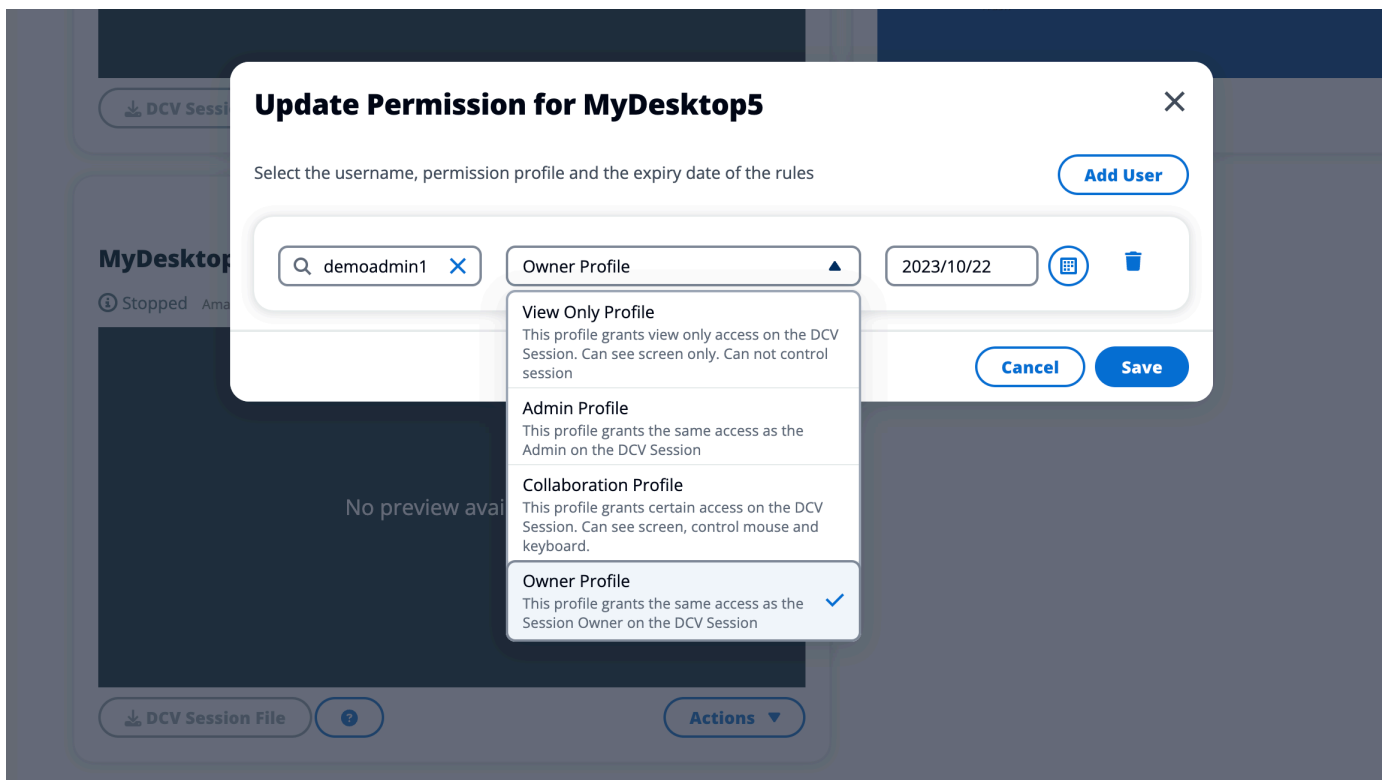 DCV Sessi
Update Permission for MyDesktop5
Select the username, permission profile and the expiry date of the rules
Add User
MyDesktop
demoadmin1
Owner Profile
2023/10/22
Stopped Ama
View Only Profile
This profile grants view only access on the DCV
Session. Can see screen only. Can not control
session
Cancel
Save
Admin Profile
This profile grants the same access as the
Admin on the DCV Session
Collaboration Profile
This profile grants certain access on the DCV
Session. Can see screen, control mouse and
keyboard.
No preview avai
Owner Profile
This profile grants the same access as the
Session Owner on the DCV Session
DCV Session File
?
Actions